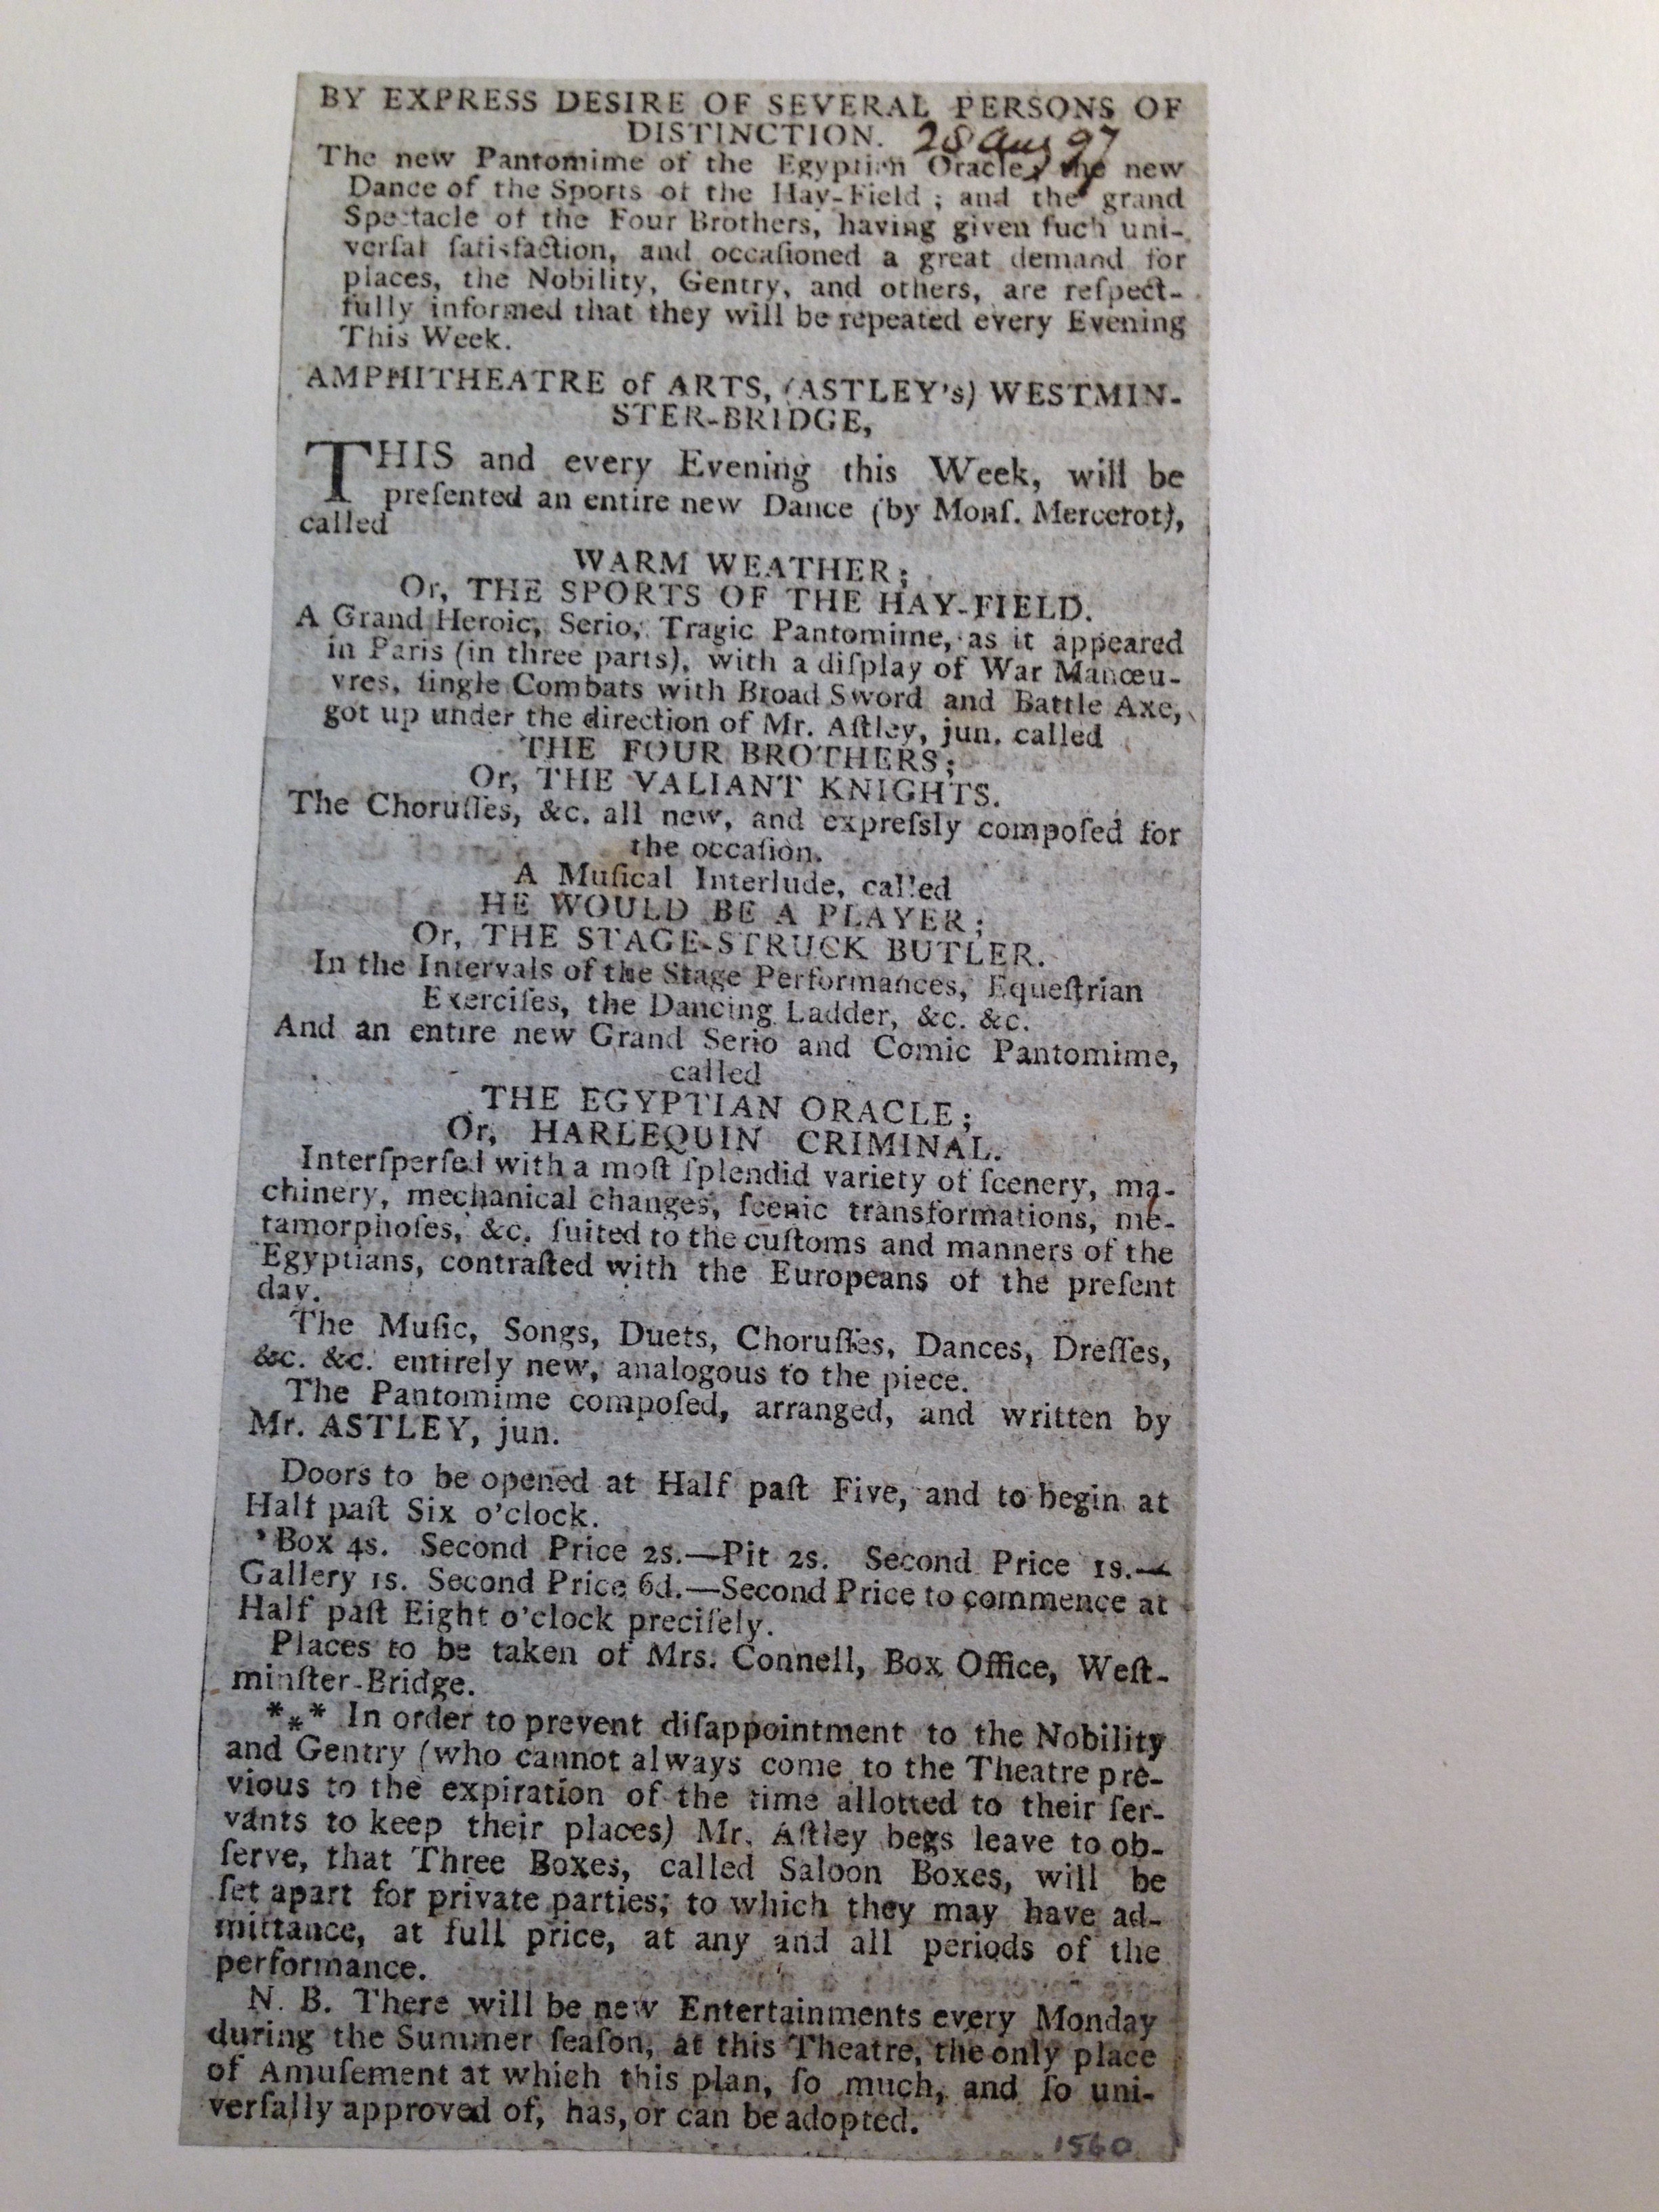 BY EXPRESS DESIRE OF SEVERAL PERSONS OF
DISTINCTION. 28 Aug 97
The new Pantomime of the Egyptian Oracle; the new
Dance of the Sports of the Hay-Field; and the grand
Spectacle of the Four Brothers, having given ſuch uni-
verſal ſatisfaction, and occaſioned a great demand for
places, the Nobility, Gentry, and others, are reſpect-
fully informed that they will be repeated every Evening
This Week.
AMPHITHEATRE of ARTS, (ASTLEY's) WESTMIN-
STER-BRIDGE,
THIS and every Evening this Week, will be
preſented an entire new Dance (by Monſ. Mercerot),
called
WARM WEATHER;
Or, THE SPORTS OF THE HAY-FIELD.
A Grand Heroic, Serio, Tragic Pantomime, as it appeared
in Paris (in three parts), with a diſplay of War Manœu-
vres, ſingle Combats with Broad Sword and Battle Axe,
got up under the direction of Mr. Aſtley, jun. called
THE FOUR BROTHERS;
Or, THE VALIANT KNIGHTS.
The Choruſſes, &c. all new, and expreſsly compoſed for
the occaſion.
A Muſical Interlude, called
HE WOULD BE A PLAYER;
Or, THE STAGE-STRUCK BUTLER.
In the Intervals of the Stage Performances, Equeſtrian
Exerciſes, the Dancing Ladder, &c. &c.
And an entire new Grand Serio and Comic Pantomime,
called
THE EGYPTIAN ORACLE;
Or, HARLEQUIN CRIMINAL.
Interſperſed with a moſt ſplendid variety of ſcenery, ma-
chinery, mechanical changes, ſcenic transformations, me-
tamorphoſes, &c. ſuited to the cuſtoms and manners of the
Egyptians, contraſted with the Europeans of the preſent
day.
The Muſic, Songs, Duets, Choruſſes, Dances, Dreſſes,
&c. &c. entirely new, analogous to the piece.
The Pantomime compoſed, arranged, and written by
Mr. ASTLEY, jun.
Doors to be opened at Half paſt Five, and to begin at
Half paſt Six o'clock.
Box 4s. Second Price 2s.—Pit 2s. Second Price 1s.—
Gallery 1s. Second Price 6d.—Second Price to commence at
Half paſt Eight o'clock preciſely.
Places to be taken of Mrs. Connell, Box Office, Weſt-
minſter-Bridge.
*⁎* In order to prevent diſappointment to the Nobility
and Gentry (who cannot always come to the Theatre pre-
vious to the expiration of the time allotted to their ſer-
vants to keep their places) Mr. Aſtley begs leave to ob-
ſerve, that Three Boxes, called Saloon Boxes, will be
ſet apart for private parties; to which they may have ad-
mittance, at full price, at any and all periods of the
performance.
N. B. There will be new Entertainments every Monday
during the Summer ſeaſon, at this Theatre, the only place
of Amuſement at which this plan, ſo much, and ſo uni-
verſally approved of, has, or can be adopted.
1560